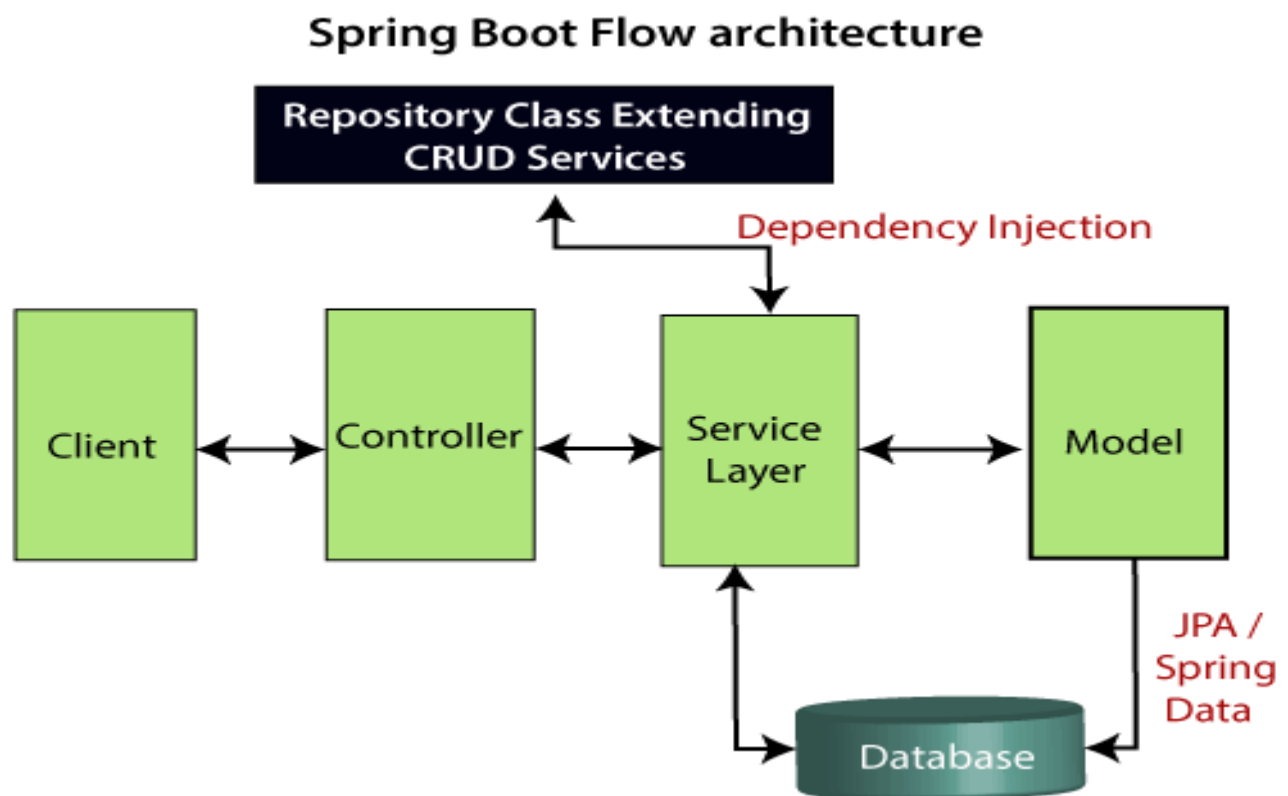 Spring Boot Flow architecture
Repository Class Extending
CRUD Services
Dependency Injection
Client
Controller
Service
Layer
Model
JPA /
Spring
Data
Database